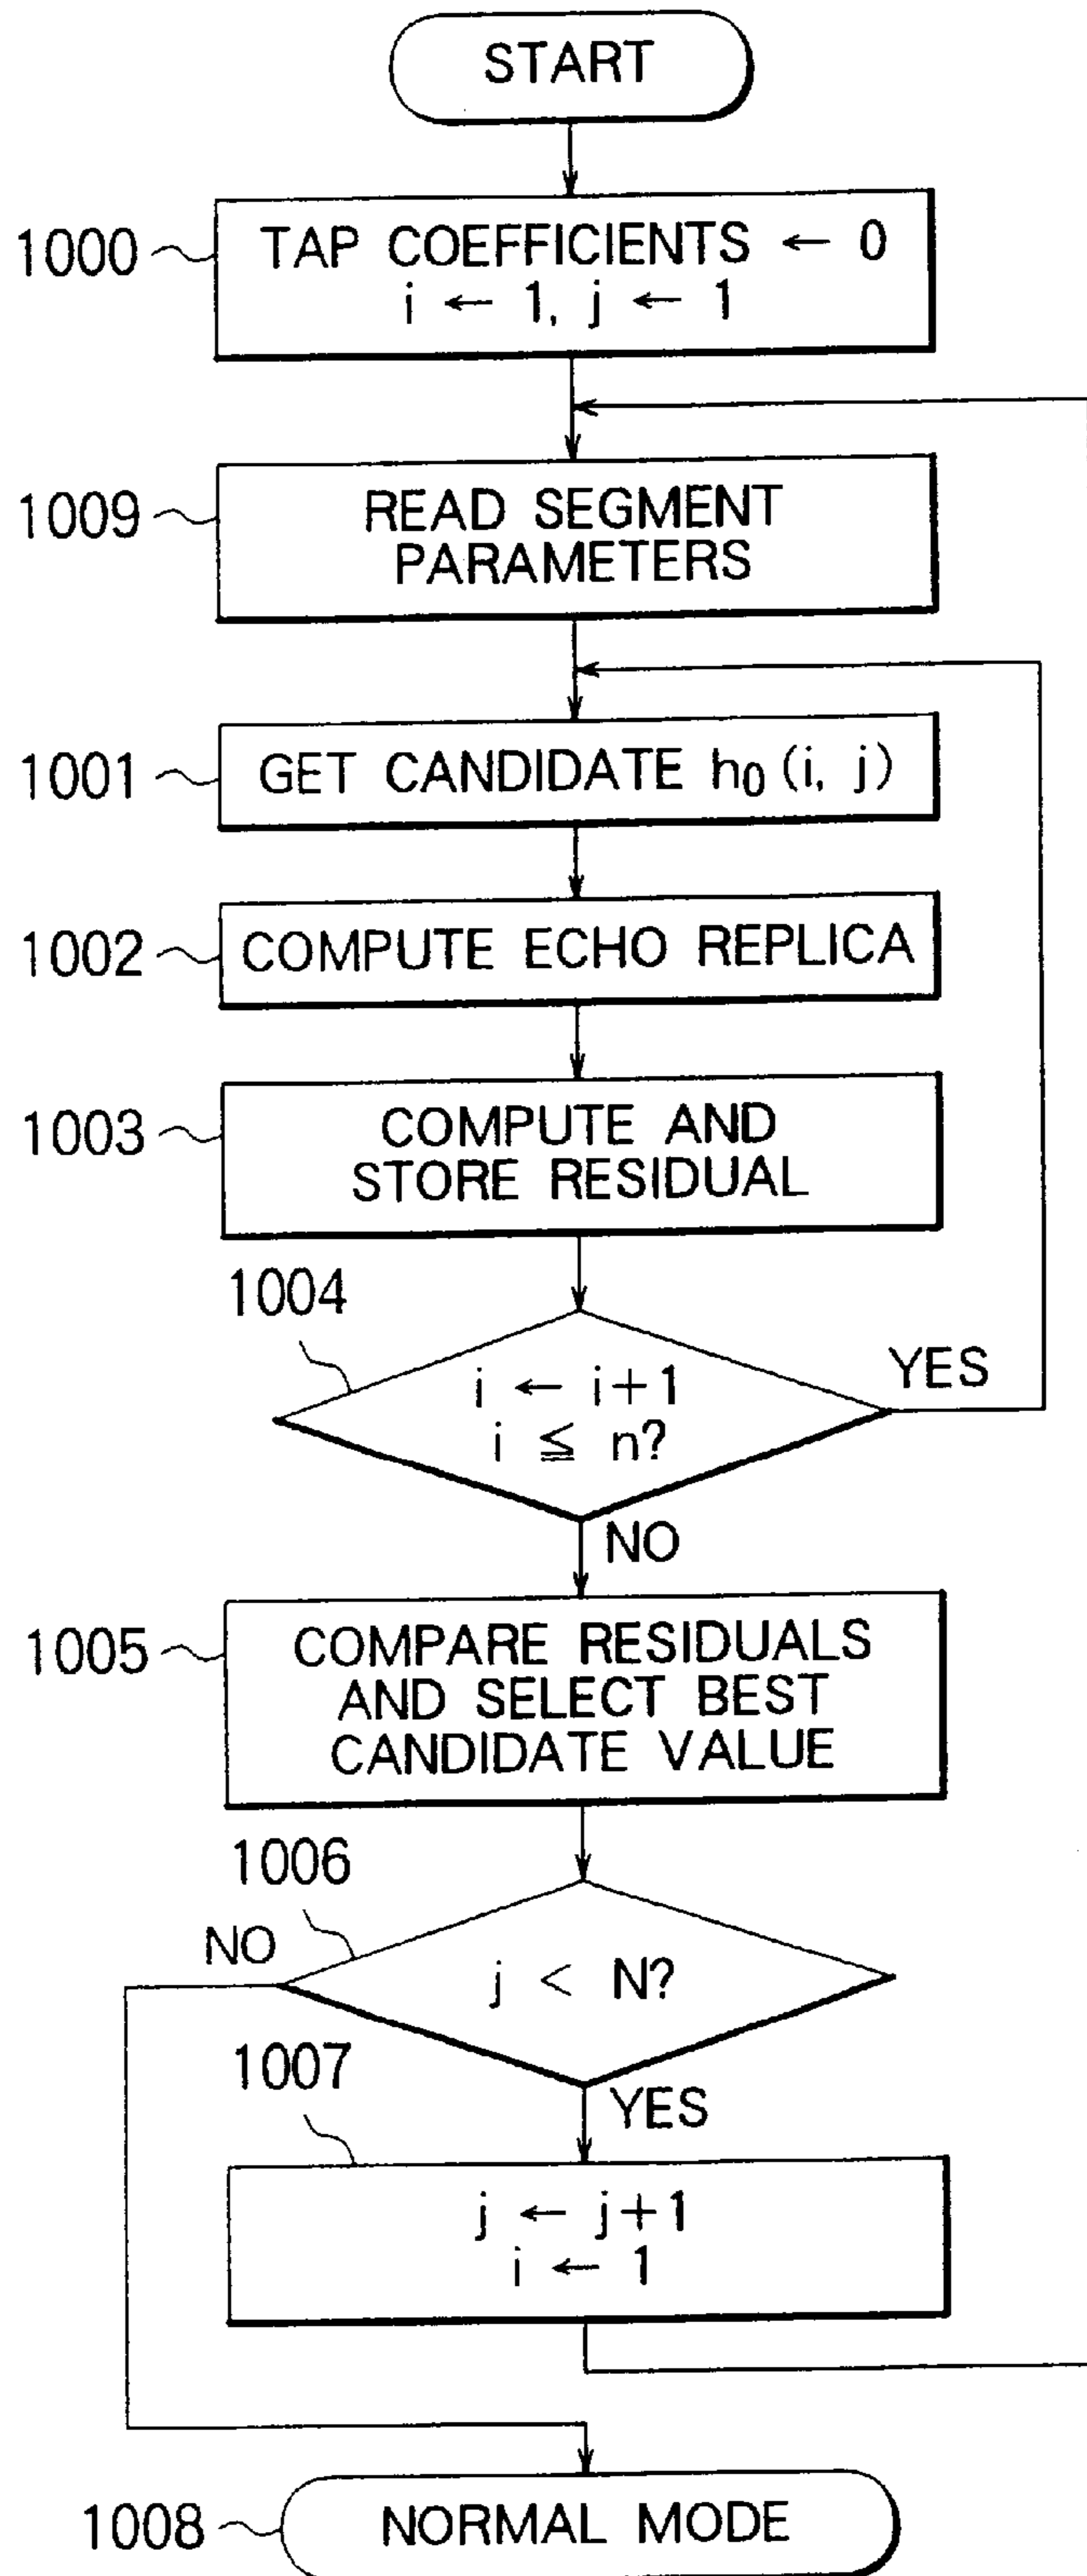 START
1000
TAP COEFFICIENTS ← 0
i ← 1, j ← 1
1009
READ SEGMENT
PARAMETERS
1001
GET CANDIDATE h₀ (i, j)
1002
COMPUTE ECHO REPLICA
1003
COMPUTE AND
STORE RESIDUAL
1004
i ← i+1
i ≦ n?
YES
NO
1005
COMPARE RESIDUALS
AND SELECT BEST
CANDIDATE VALUE
1006
NO
j < N?
1007
YES
j ← j+1
i ← 1
1008
NORMAL MODE